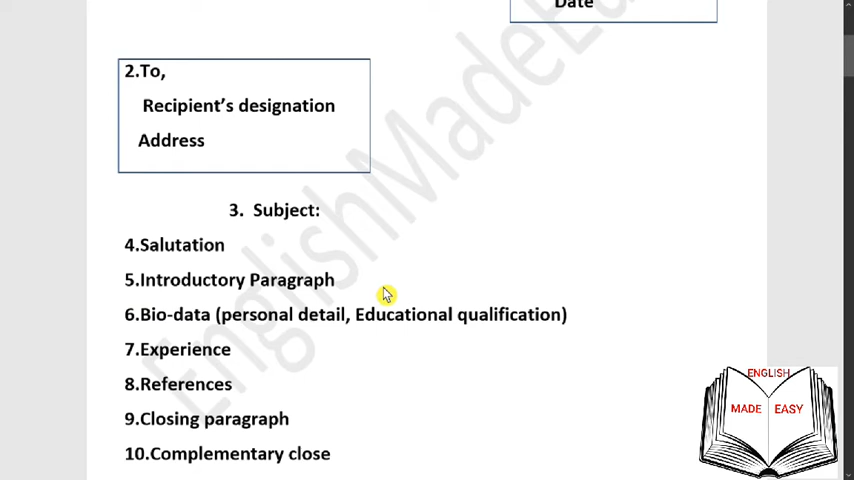 Date
2.To,
Recipient's designation
Address
3. Subject:
4.Salutation
5.Introductory Paragraph
6.Bio-data (personal detail, Educational qualification)
7.Experience
8.References
9.Closing paragraph
10.Complementary close
EnglishMadeEa
ENGLISH
MADE EASY